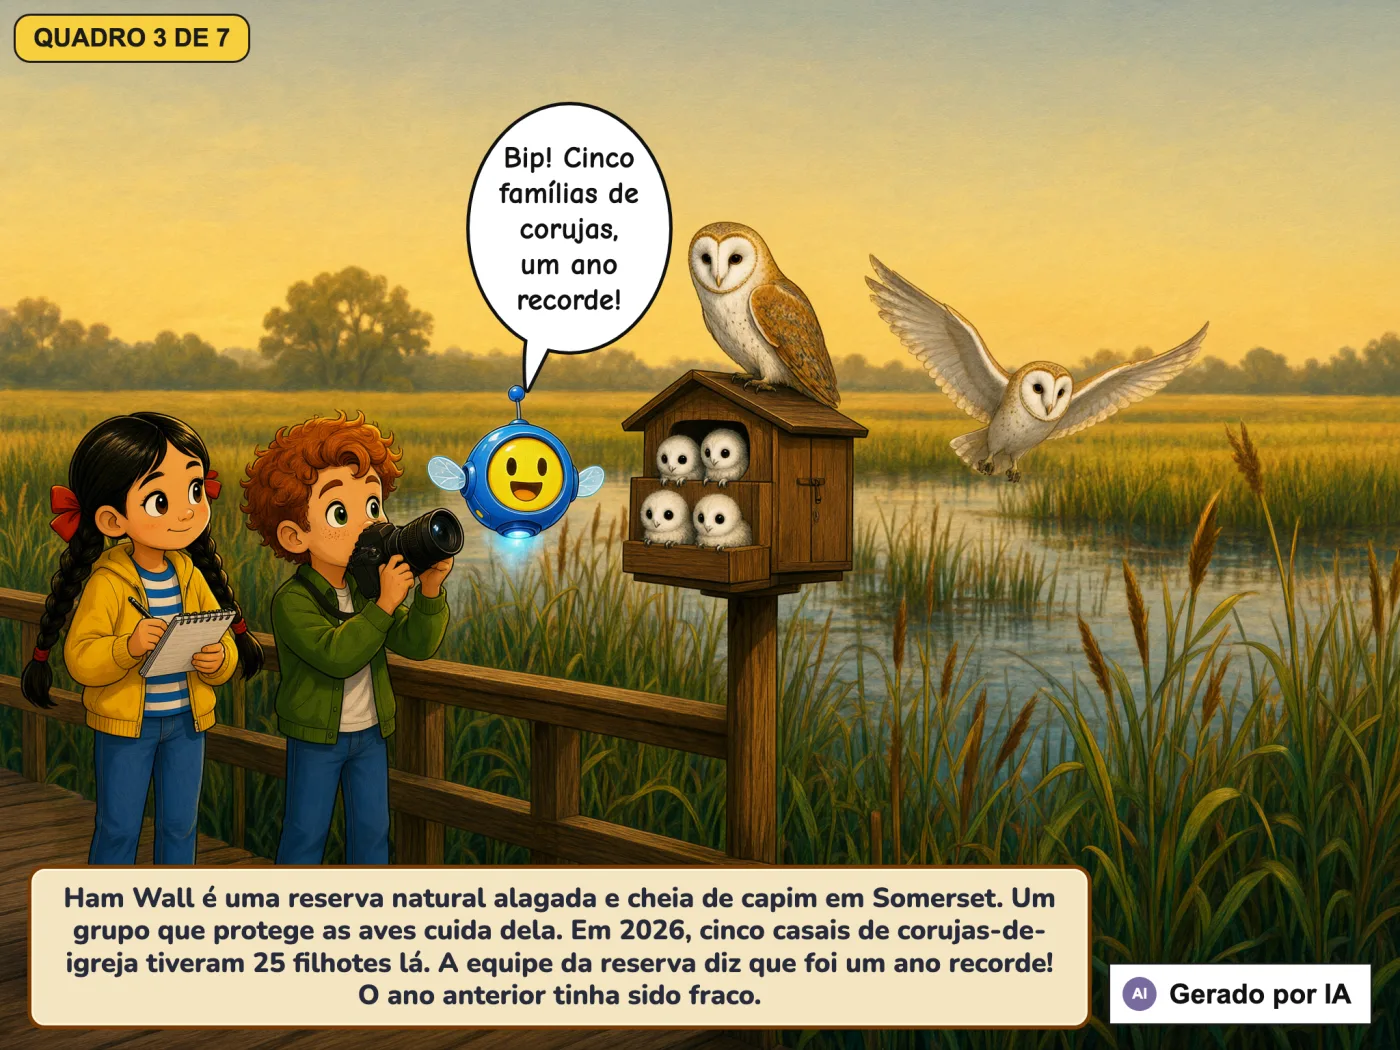 QUADRO 3 DE 7
Bip! Cinco
famílias de
corujas,
um ano
recorde!
Ham Wall é uma reserva natural alagada e cheia de capim em Somerset. Um
grupo que protege as aves cuida dela. Em 2026, cinco casais de corujas-de-
igreja tiveram 25 filhotes lá. A equipe da reserva diz que foi um ano recorde!
O ano anterior tinha sido fraco.
AI Gerado por IA